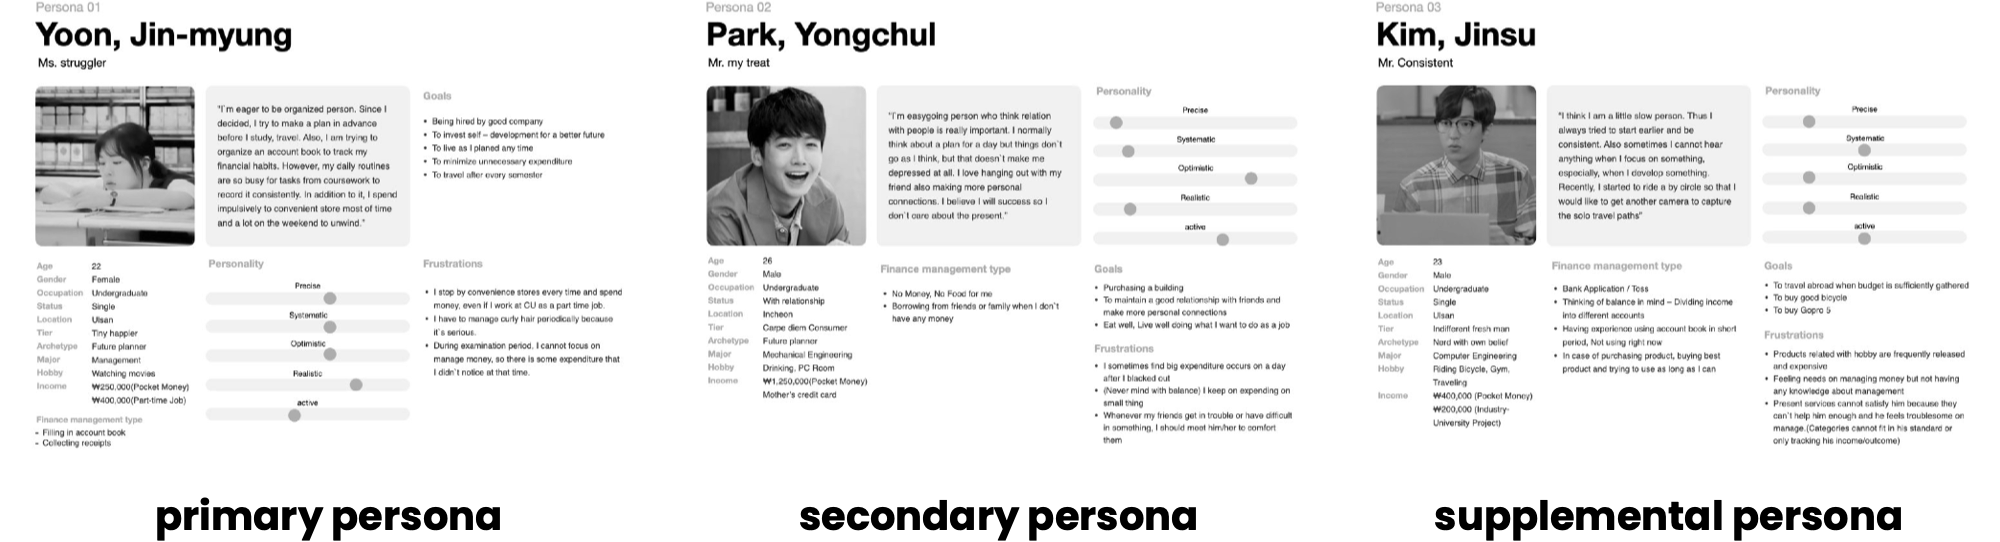 Persona 01
Yoon, Jin-myung
Ms. struggler
"I'm eager to be organized person. Since I
decided, I try to make a plan in advance
before I study, travel. Also, I am trying to
organize an account book to track my
financial habits. However, my daily routines
are so busy for tasks from coursework to
record it consistently. In addition to it, I spend
impulsively to convenient store most of time
and a lot on the weekend to unwind."
Goals
• Being hired by good company
• To invest self – development for a better future
• To live as I planed any time
• To minimize unnecessary expenditure
• To travel after every semester
Age 22
Gender Female
Occupation Undergraduate
Status Single
Location Ulsan
Tier Tiny happier
Archetype Future planner
Major Management
Hobby Watching movies
Income ₩250,000(Pocket Money)
₩400,000(Part-time Job)
Finance management type
- Filling in account book
- Collecting receipts
Personality
Precise
Systematic
Optimistic
Realistic
active
Frustrations
• I stop by convenience stores every time and spend
money, even if I work at CU as a part time job.
• I have to manage curly hair periodically because
it's serious.
• During examination period, I cannot focus on
manage money, so there is some expenditure that
I didn't notice at that time.
primary persona
Persona 02
Park, Yongchul
Mr. my treat
"I'm easygoing person who think relation
with people is really important. I normally
think about a plan for a day but things don't
go as I think, but that doesn't make me
depressed at all. I love hanging out with my
friend also making more personal
connections. I believe I will success so I
don't care about the present."
Personality
Precise
Systematic
Optimistic
Realistic
active
Age 26
Gender Male
Occupation Undergraduate
Status With relationship
Location Incheon
Tier Carpe diem Consumer
Archetype Future planner
Major Mechanical Engineering
Hobby Drinking, PC Room
Income ₩1,250,000(Pocket Money)
Mother's credit card
Finance management type
• No Money, No Food for me
• Borrowing from friends or family when I don't
have any money
Goals
• Purchasing a building
• To maintain a good relationship with friends and
make more personal connections
• Eat well, Live well doing what I want to do as a job
Frustrations
• I sometimes find big expenditure occurs on a day
after I blacked out
• (Never mind with balance) I keep on expending on
small thing
• Whenever my friends get in trouble or have difficult
in something, I should meet him/her to comfort
them
secondary persona
Persona 03
Kim, Jinsu
Mr. Consistent
"I think I am a little slow person. Thus I
always tried to start earlier and be
consistent. Also sometimes I cannot hear
anything when I focus on something,
especially, when I develop something.
Recently, I started to ride a by circle so that I
would like to get another camera to capture
the solo travel paths"
Personality
Precise
Systematic
Optimistic
Realistic
active
Age 23
Gender Male
Occupation Undergraduate
Status Single
Location Ulsan
Tier Indifferent fresh man
Archetype Nerd with own belief
Major Computer Engineering
Hobby Riding Bicycle, Gym,
Traveling
Income ₩400,000 (Pocket Money)
₩200,000 (Industry-
University Project)
Finance management type
• Bank Application / Toss
• Thinking of balance in mind – Dividing income
into different accounts
• Having experience using account book in short
period, Not using right now
• In case of purchasing product, buying best
product and trying to use as long as I can
Goals
• To travel abroad when budget is sufficiently gathered
• To buy good bicycle
• To buy Gopro 5
Frustrations
• Products related with hobby are frequently released
and expensive
• Feeling needs on managing money but not having
any knowledge about management
• Present services cannot satisfy him because they
can't help him enough and he feels troublesome on
manage.(Categories cannot fit in his standard or
only tracking his income/outcome)
supplemental persona